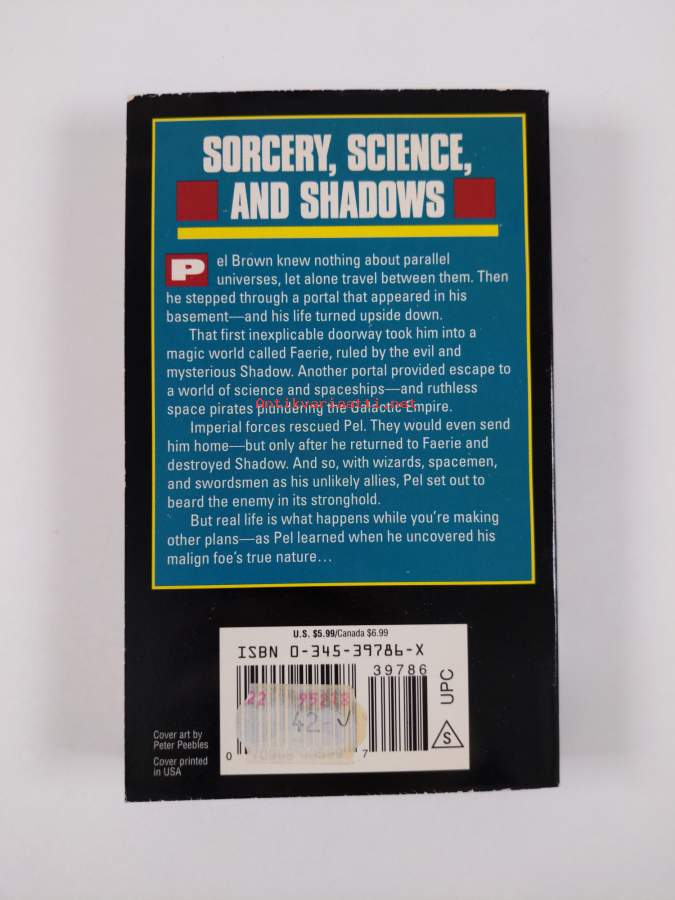 SORCERY, SCIENCE,
AND SHADOWS
Pel Brown knew nothing about parallel
universes, let alone travel between them. Then
he stepped through a portal that appeared in his
basement—and his life turned upside down.
That first inexplicable doorway took him into a
magic world called Faerie, ruled by the evil and
mysterious Shadow. Another portal provided escape to
a world of science and spaceships—and ruthless
space pirates plundering the Galactic Empire.
Antikvariaatti.net
Imperial forces rescued Pel. They would even send
him home—but only after he returned to Faerie and
destroyed Shadow. And so, with wizards, spacemen,
and swordsmen as his unlikely allies, Pel set out to
beard the enemy in its stronghold.
But real life is what happens while you're making
other plans—as Pel learned when he uncovered his
malign foe's true nature...
U.S. $5.99/Canada $6.99
ISBN 0-345-39786-X
39786
22
42-
UPC
S
0
7
Cover art by
Peter Peebles
Cover printed
in USA